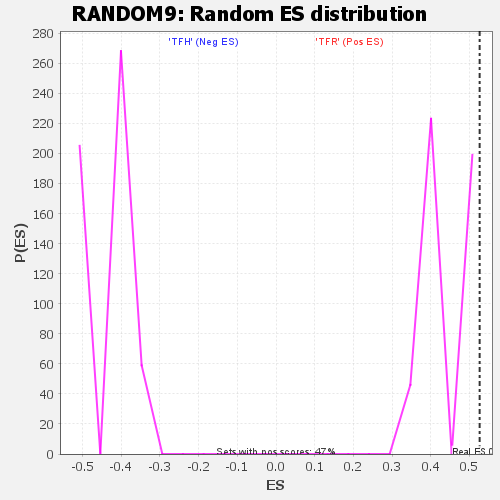 RANDOM9: Random ES distribution
'TFH' (Neg ES) 'TFR' (Pos ES)
280
260
240
220
200
180
160
140
120
100
80
60
40
20
0
P(ES)
Sets with pos scores: 47%
Real ES 0
-0.5 -0.4 -0.3 -0.2 -0.1 0.0 0.1 0.2 0.3 0.4 0.5
ES